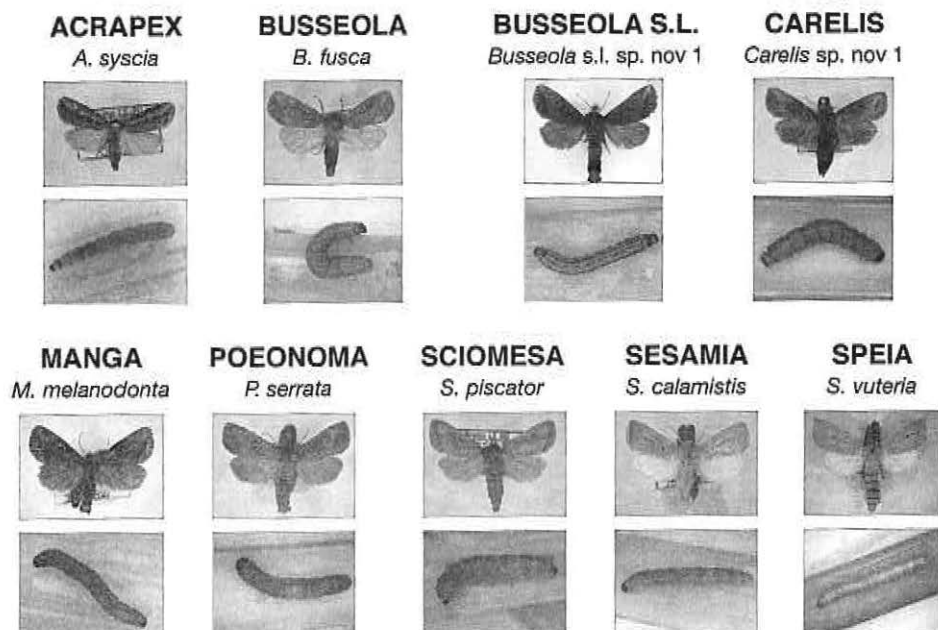 ACRAPEX
A. syscia
BUSSEOLA
B. fusca
BUSSEOLA S.L.
Busseola s.l. sp. nov 1
CARELIS
Carelis sp. nov 1
MANGA
M. melanodonta
POEONOMA
P. serrata
SCIOMESA
S. piscator
SESAMIA
S. calamistis
SPEIA
S. vuteria